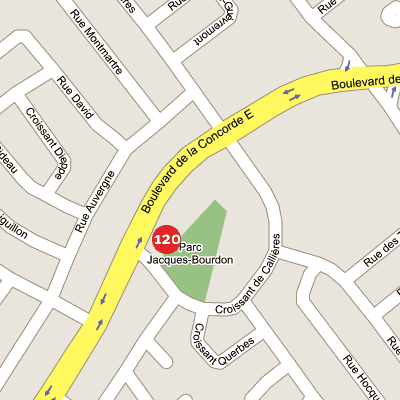 Rue Montmartre
Boulevard de
Rue David
Croissant Dieppe
Boulevard de la Concorde E
Rue Auvergne
120
Parc
Jacques-Bourdon
Croissant de Callières
Rue des
Croissant Querbes
Rue Hocqu